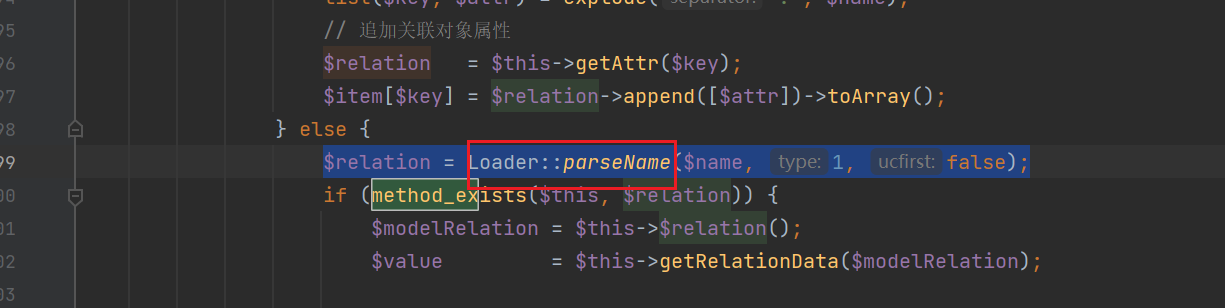 94 list($key, $attr) = explode( separator: '.', $name);
95 // 追加关联对象属性
96 $relation = $this->getAttr($key);
97 $item[$key] = $relation->append([$attr])->toArray();
98 } else {
99 $relation = Loader::parseName($name, type: 1, ucfirst: false);
00 if (method_exists($this, $relation)) {
01 $modelRelation = $this->$relation();
02 $value = $this->getRelationData($modelRelation);
03